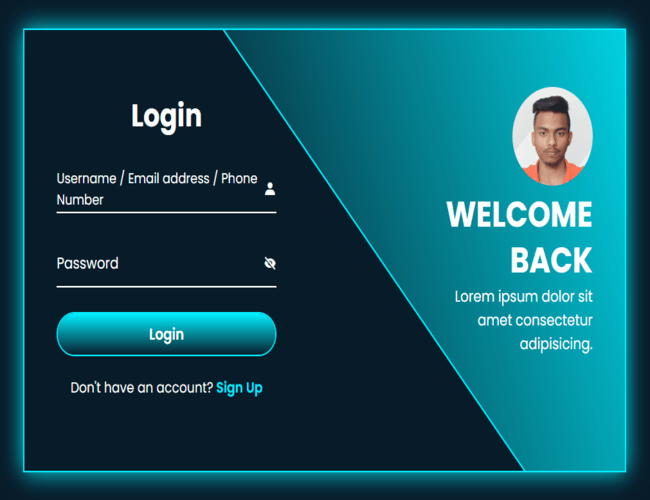 Login
Username / Email address / Phone
Number
Password
Login
Don't have an account? Sign Up
WELCOME
BACK
Lorem ipsum dolor sit
amet consectetur
adipisicing.